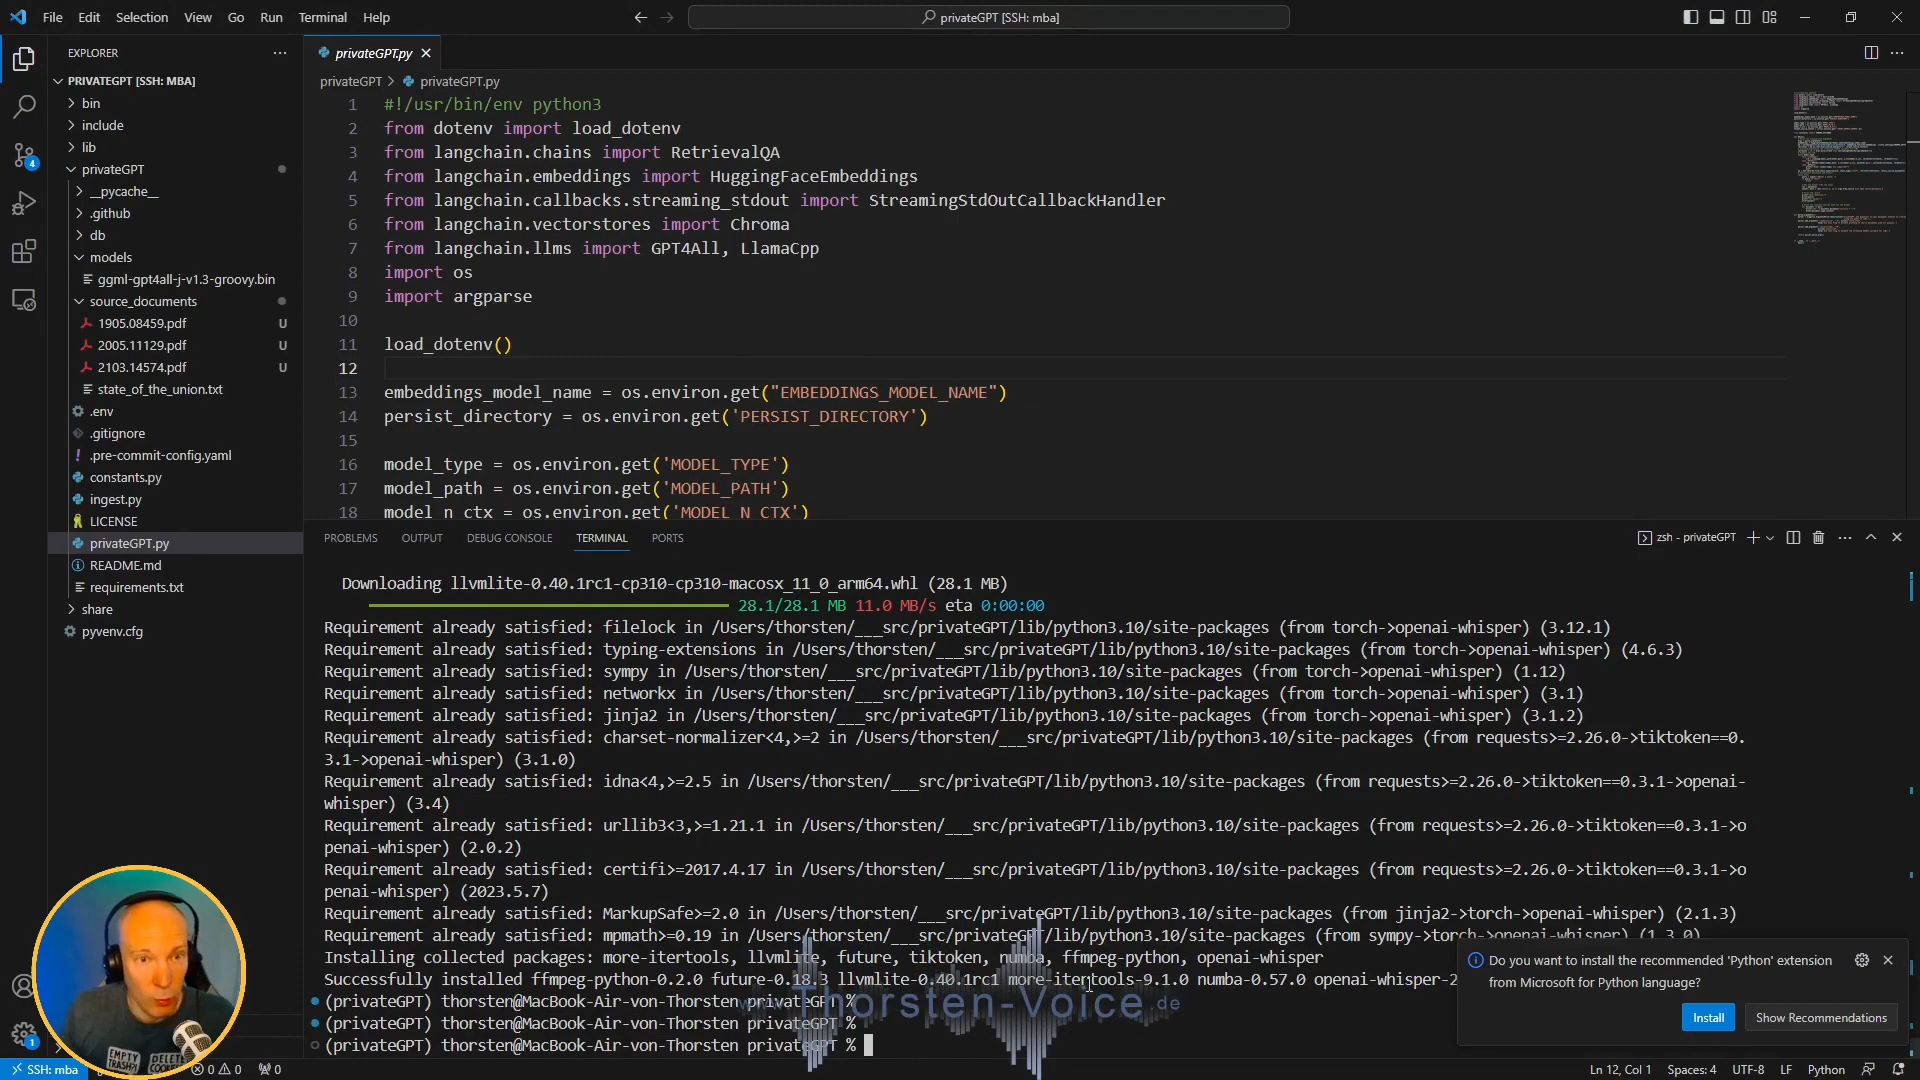 File Edit Selection View Go Run Terminal Help
privateGPT [SSH: mba]
EXPLORER
PRIVATEGPT [SSH: MBA]
bin
include
lib
privateGPT
__pycache__
.github
db
models
ggml-gpt4all-j-v1.3-groovy.bin
source_documents
1905.08459.pdf U
2005.11129.pdf U
2103.14574.pdf U
state_of_the_union.txt
.env
.gitignore
.pre-commit-config.yaml
constants.py
ingest.py
LICENSE
privateGPT.py
README.md
requirements.txt
share
pyvenv.cfg
4
1
privateGPT.py
privateGPT > privateGPT.py
1 #!/usr/bin/env python3
2 from dotenv import load_dotenv
3 from langchain.chains import RetrievalQA
4 from langchain.embeddings import HuggingFaceEmbeddings
5 from langchain.callbacks.streaming_stdout import StreamingStdOutCallbackHandler
6 from langchain.vectorstores import Chroma
7 from langchain.llms import GPT4All, LlamaCpp
8 import os
9 import argparse
10
11 load_dotenv()
12
13 embeddings_model_name = os.environ.get("EMBEDDINGS_MODEL_NAME")
14 persist_directory = os.environ.get('PERSIST_DIRECTORY')
15
16 model_type = os.environ.get('MODEL_TYPE')
17 model_path = os.environ.get('MODEL_PATH')
18 model_n_ctx = os.environ.get('MODEL_N_CTX')
PROBLEMS OUTPUT DEBUG CONSOLE TERMINAL PORTS
zsh - privateGPT
Downloading llvmlite-0.40.1rc1-cp310-cp310-macosx_11_0_arm64.whl (28.1 MB)
28.1/28.1 MB 11.0 MB/s eta 0:00:00
Requirement already satisfied: filelock in /Users/thorsten/___src/privateGPT/lib/python3.10/site-packages (from torch->openai-whisper) (3.12.1)
Requirement already satisfied: typing-extensions in /Users/thorsten/___src/privateGPT/lib/python3.10/site-packages (from torch->openai-whisper) (4.6.3)
Requirement already satisfied: sympy in /Users/thorsten/___src/privateGPT/lib/python3.10/site-packages (from torch->openai-whisper) (1.12)
Requirement already satisfied: networkx in /Users/thorsten/___src/privateGPT/lib/python3.10/site-packages (from torch->openai-whisper) (3.1)
Requirement already satisfied: jinja2 in /Users/thorsten/___src/privateGPT/lib/python3.10/site-packages (from torch->openai-whisper) (3.1.2)
Requirement already satisfied: charset-normalizer<4,>=2 in /Users/thorsten/___src/privateGPT/lib/python3.10/site-packages (from requests>=2.26.0->tiktoken==0.
3.1->openai-whisper) (3.1.0)
Requirement already satisfied: idna<4,>=2.5 in /Users/thorsten/___src/privateGPT/lib/python3.10/site-packages (from requests>=2.26.0->tiktoken==0.3.1->openai-
whisper) (3.4)
Requirement already satisfied: urllib3<3,>=1.21.1 in /Users/thorsten/___src/privateGPT/lib/python3.10/site-packages (from requests>=2.26.0->tiktoken==0.3.1->o
penai-whisper) (2.0.2)
Requirement already satisfied: certifi>=2017.4.17 in /Users/thorsten/___src/privateGPT/lib/python3.10/site-packages (from requests>=2.26.0->tiktoken==0.3.1->o
penai-whisper) (2023.5.7)
Requirement already satisfied: MarkupSafe>=2.0 in /Users/thorsten/___src/privateGPT/lib/python3.10/site-packages (from jinja2->torch->openai-whisper) (2.1.3)
Requirement already satisfied: mpmath>=0.19 in /Users/thorsten/___src/privateGPT/lib/python3.10/site-packages (from sympy->torch->openai-whisper) (1.3.0)
Installing collected packages: more-itertools, llvmlite, future, tiktoken, numba, ffmpeg-python, openai-whisper
Successfully installed ffmpeg-python-0.2.0 future-0.18.3 llvmlite-0.40.1rc1 more-itertools-9.1.0 numba-0.57.0 openai-whisper-2
(privateGPT) thorsten@MacBook-Air-von-Thorsten privateGPT %
(privateGPT) thorsten@MacBook-Air-von-Thorsten privateGPT %
(privateGPT) thorsten@MacBook-Air-von-Thorsten privateGPT %
Thorsten-Voice.de
Do you want to install the recommended 'Python' extension
from Microsoft for Python language?
Install Show Recommendations
EMPTY TRASH? DELETE COOKIES
SSH: mba 0 0 0 Ln 12, Col 1 Spaces: 4 UTF-8 LF Python